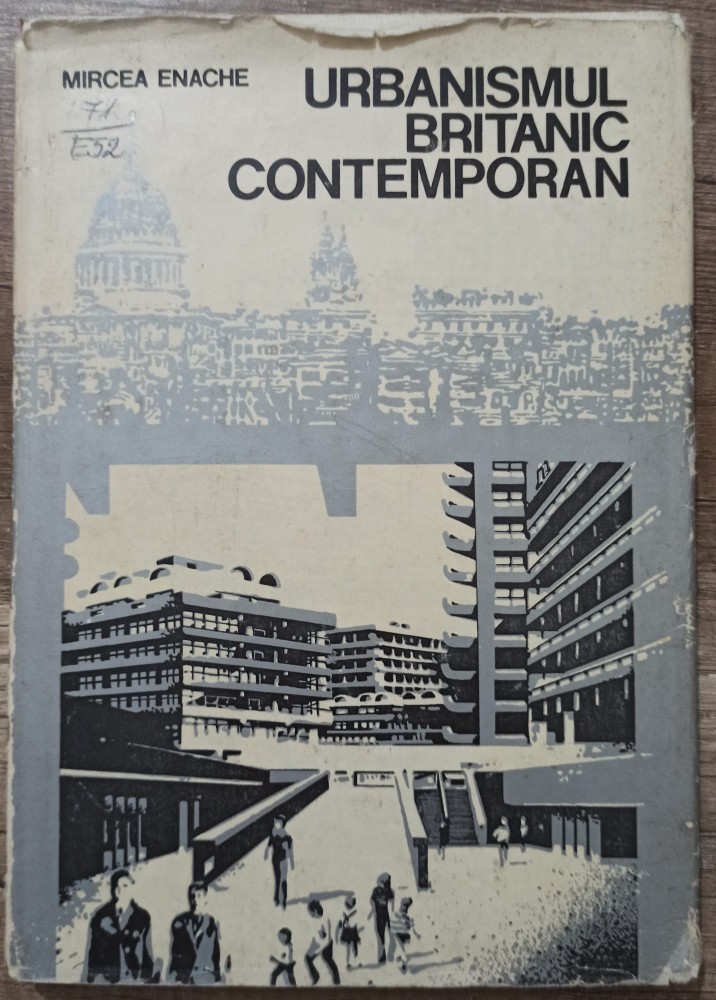 MIRCEA ENACHE
URBANISMUL
BRITANIC
CONTEMPORAN
71.
E52